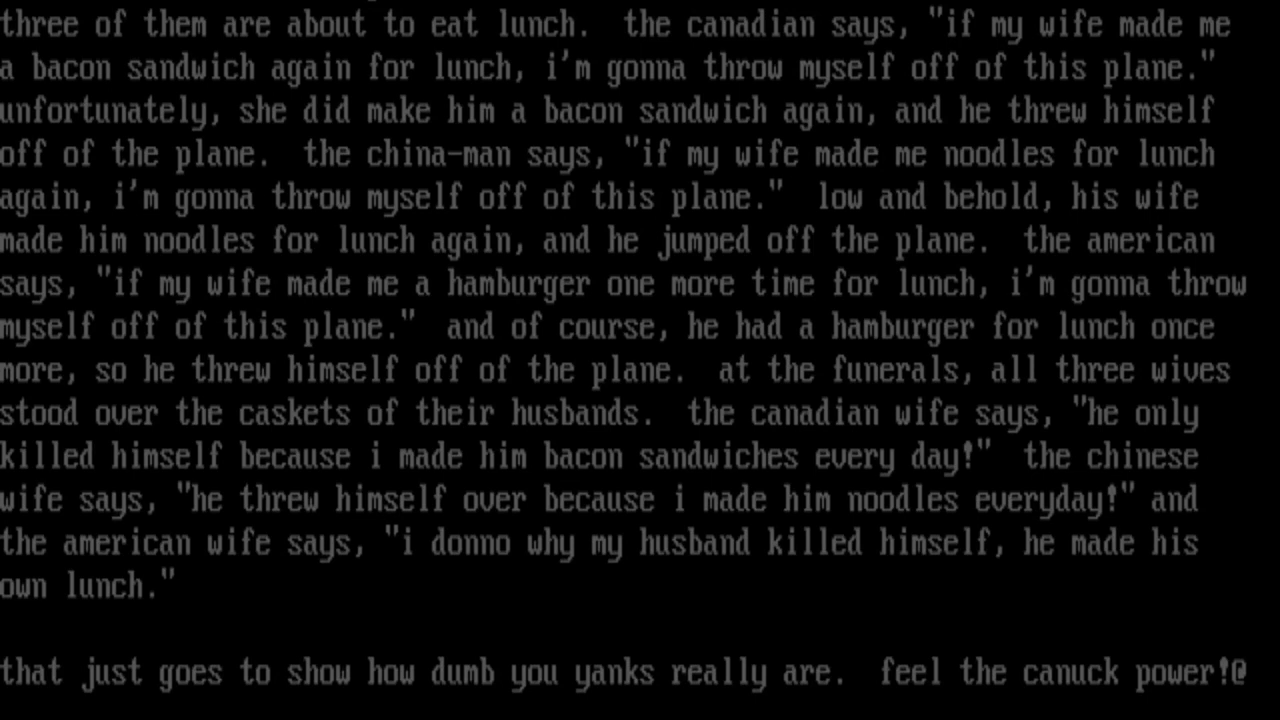 three of them are about to eat lunch.  the canadian says, "if my wife made me
a bacon sandwich again for lunch, i'm gonna throw myself off of this plane."
unfortunately, she did make him a bacon sandwich again, and he threw himself
off of the plane.  the china-man says, "if my wife made me noodles for lunch
again, i'm gonna throw myself off of this plane."  low and behold, his wife
made him noodles for lunch again, and he jumped off the plane.  the american
says, "if my wife made me a hamburger one more time for lunch, i'm gonna throw
myself off of this plane."  and of course, he had a hamburger for lunch once
more, so he threw himself off of the plane.  at the funerals, all three wives
stood over the caskets of their husbands.  the canadian wife says, "he only
killed himself because i made him bacon sandwiches every day!"  the chinese
wife says, "he threw himself over because i made him noodles everyday!" and
the american wife says, "i donno why my husband killed himself, he made his
own lunch."
that just goes to show how dumb you yanks really are.  feel the canuck power!@